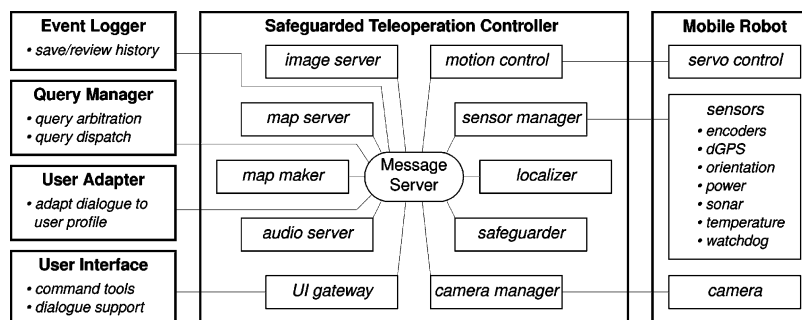 Event Logger
• save/review history
Query Manager
• query arbitration
• query dispatch
User Adapter
• adapt dialogue to
user profile
User Interface
• command tools
• dialogue support
Safeguarded Teleoperation Controller
image server
motion control
map server
sensor manager
map maker
Message
Server
localizer
audio server
safeguarder
UI gateway
camera manager
Mobile Robot
servo control
sensors
• encoders
• dGPS
• orientation
• power
• sonar
• temperature
• watchdog
camera